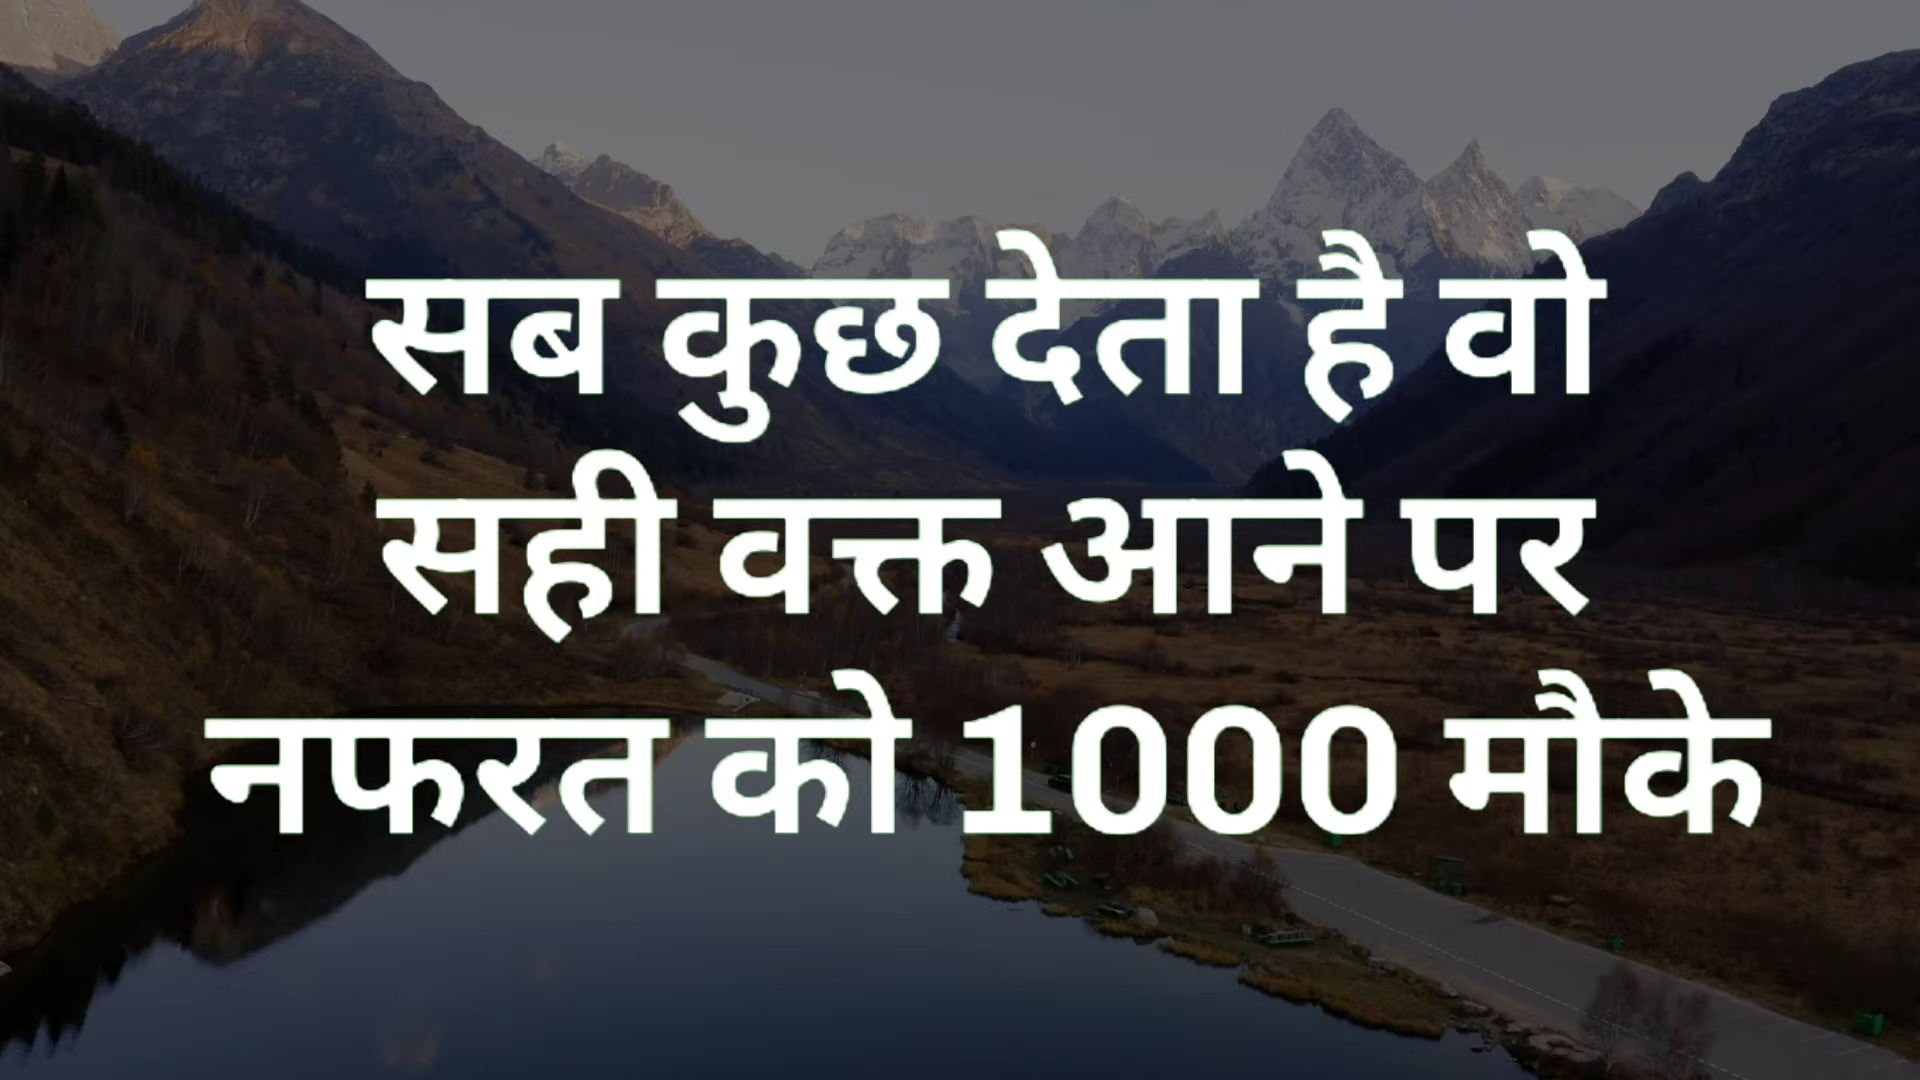 सब कुछ देता है वो
सही वक्त आने पर
नफरत को 1000 मौके